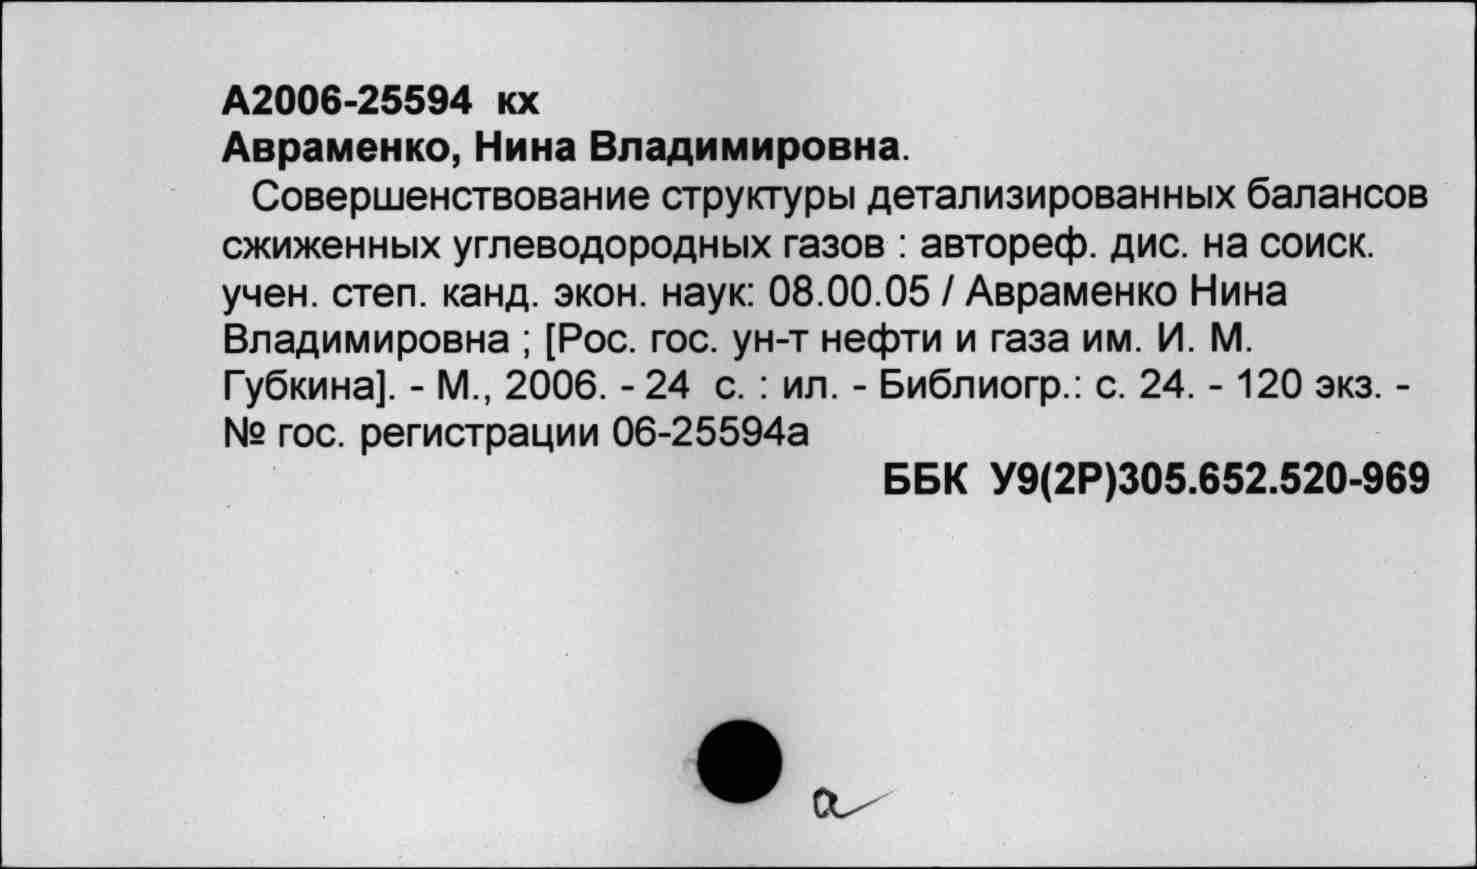 А2006-25594 кх
Авраменко, Нина Владимировна.
Совершенствование структуры детализированных балансов
сжиженных углеводородных газов : автореф. дис. на соиск.
учен. степ. канд. экон. наук: 08.00.05 / Авраменко Нина
Владимировна ; [Рос. гос. ун-т нефти и газа им. И. М.
Губкина]. - М., 2006. - 24 с. : ил. - Библиогр.: с. 24. - 120 экз. -
№ гос. регистрации 06-25594а
ББК У9(2Р)305.652.520-969
а